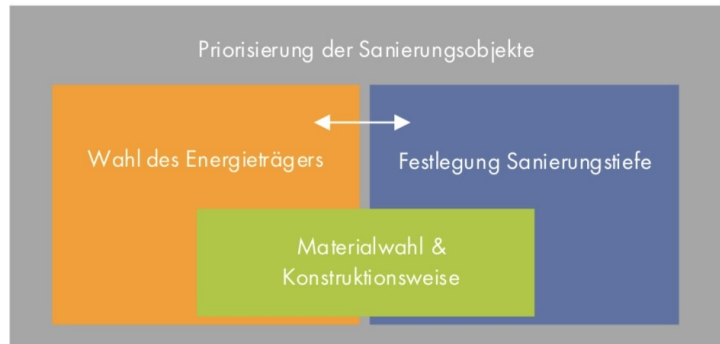 Priorisierung der Sanierungsobjekte
Wahl des Energieträgers
Festlegung Sanierungstiefe
Materialwahl &
Konstruktionsweise